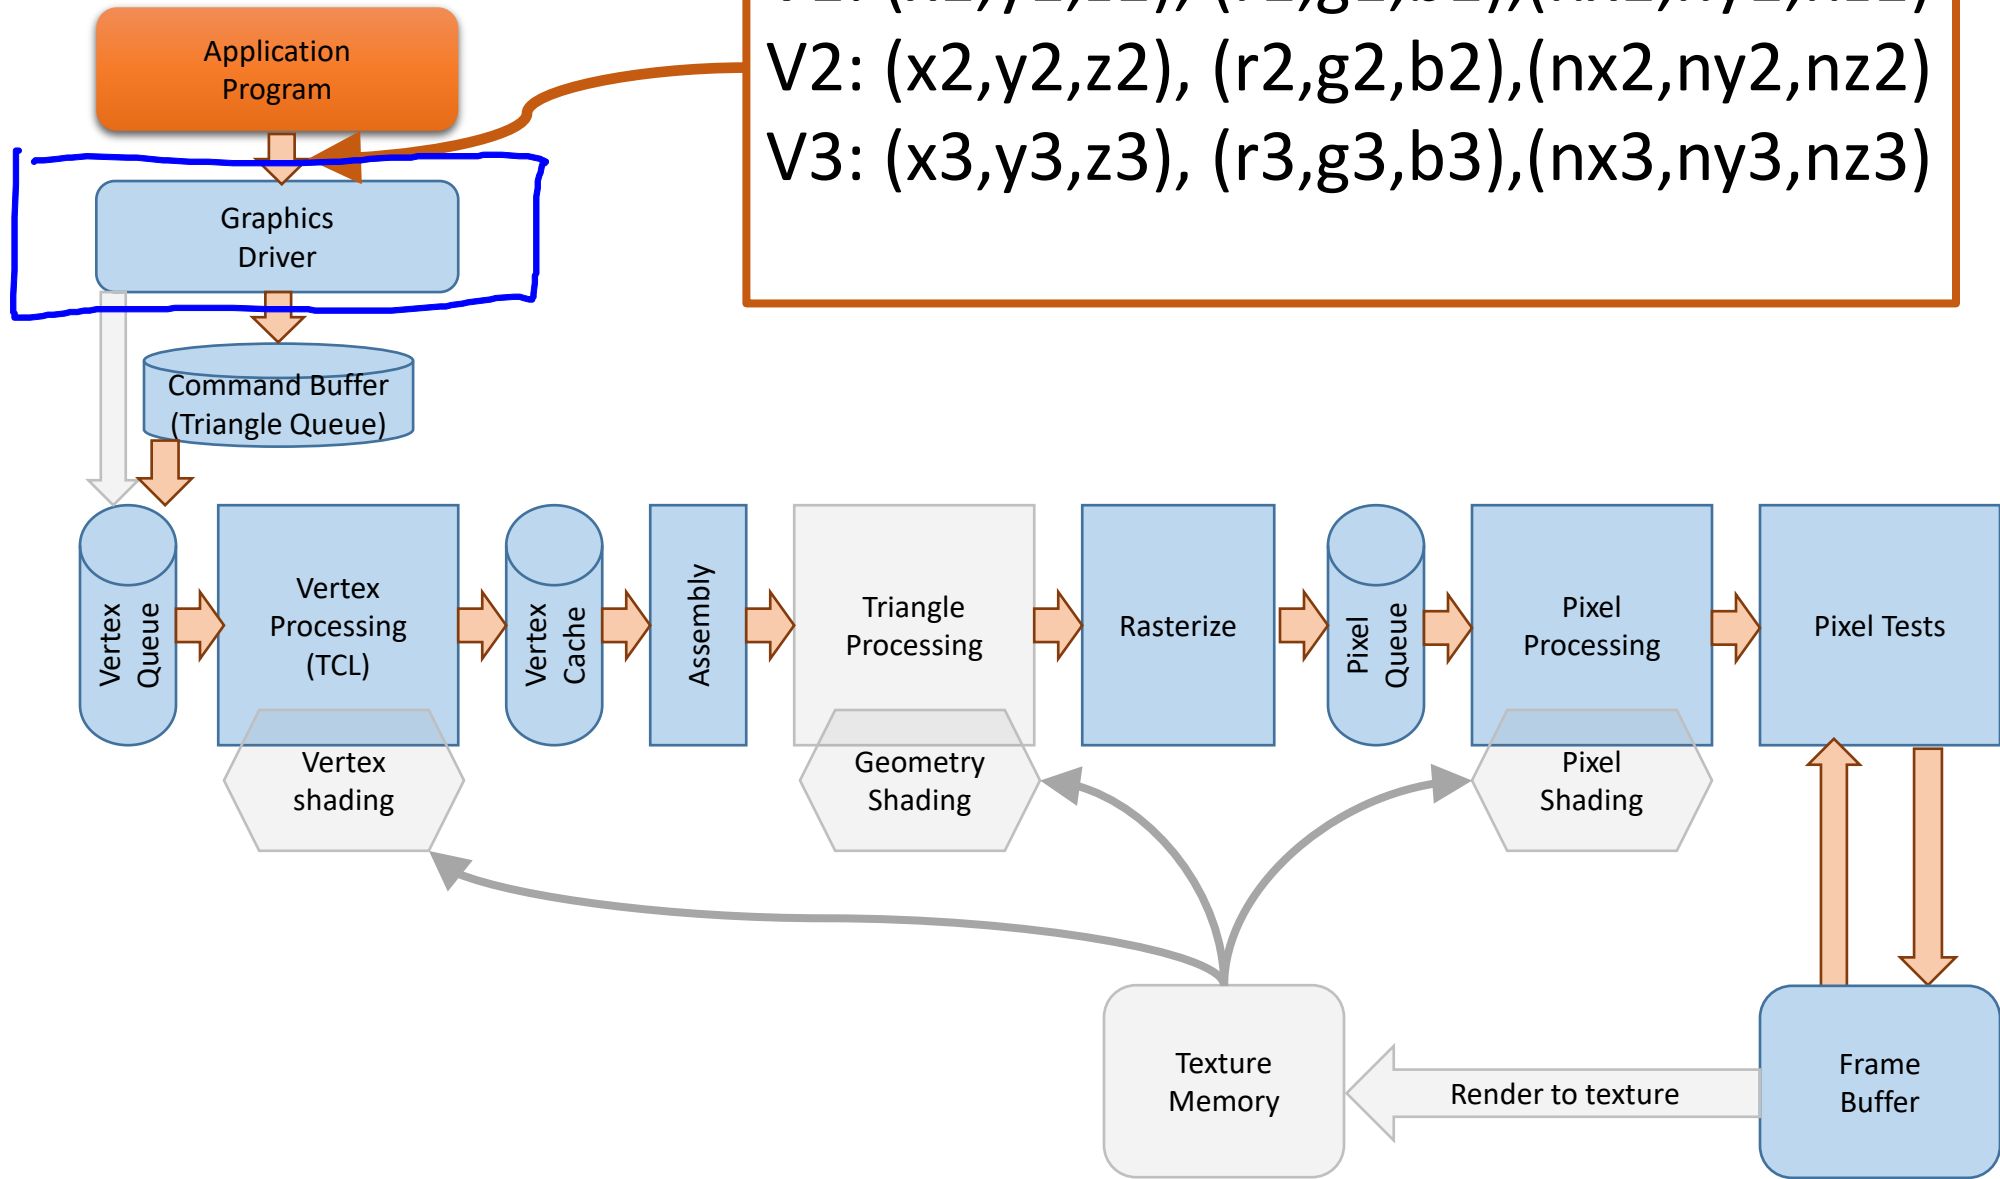 Application
Program
V2: (x2,y2,z2), (r2,g2,b2),(nx2,ny2,nz2)
V3: (x3,y3,z3), (r3,g3,b3),(nx3,ny3,nz3)
Graphics
Driver
Command Buffer
(Triangle Queue)
Vertex
Queue
Vertex
Processing
(TCL)
Vertex
Cache
Assembly
Triangle
Processing
Rasterize
Pixel
Queue
Pixel
Processing
Pixel Tests
Vertex
shading
Geometry
Shading
Pixel
Shading
Texture
Memory
Render to texture
Frame
Buffer